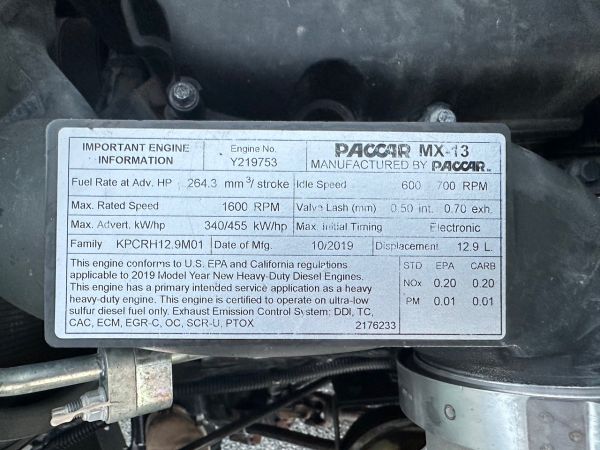 IMPORTANT ENGINE
INFORMATION
Engine No.
Y219753
PACCAR MX-13
MANUFACTURED BY PACCAR
Fuel Rate at Adv. HP 264.3 mm³/stroke Idle Speed 600 700 RPM
Max. Rated Speed 1600 RPM Valve Lash (mm) 0.50 int. 0.70 exh.
Max. Advert. kW/hp 340/455 kW/hp Max. Initial Timing Electronic
Family KPCRH12.9M01 Date of Mfg. 10/2019 Displacement 12.9 L.
This engine conforms to U.S. EPA and California regulations
applicable to 2019 Model Year New Heavy-Duty Diesel Engines.
This engine has a primary intended service application as a heavy
heavy-duty engine. This engine is certified to operate on ultra-low
sulfur diesel fuel only. Exhaust Emission Control System: DDI, TC,
CAC, ECM, EGR-C, OC, SCR-U, PTOX
2176233
STD EPA CARB
NOx 0.20 0.20
PM 0.01 0.01